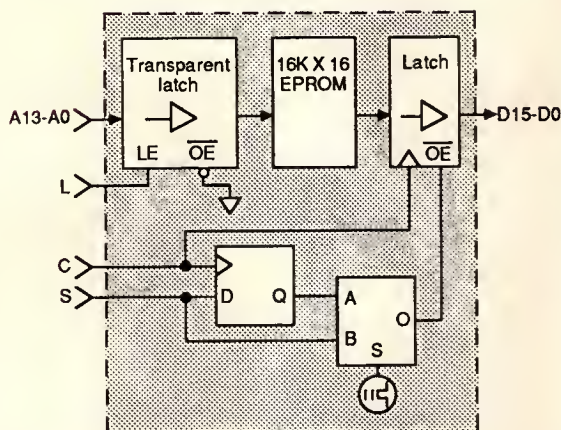 Transparent
latch
LE
OE
16K X 16
EPROM
Latch
OE
A13-A0
D15-D0
L
C
S
D
Q
A
B
S
O